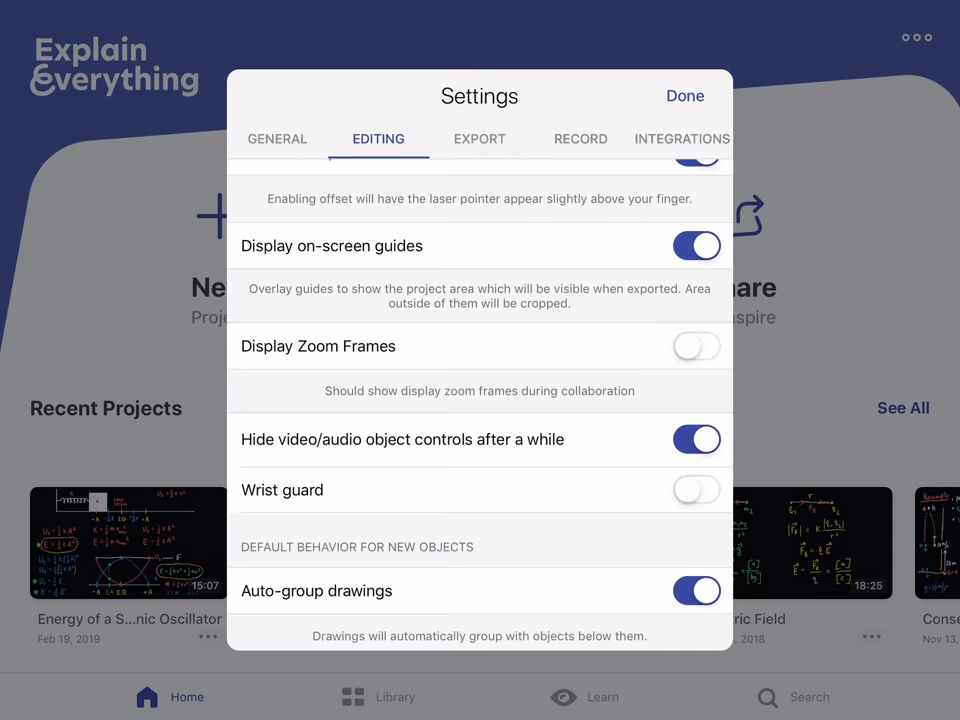 Explain
Everything
Settings
Done
GENERAL
EDITING
EXPORT
RECORD
INTEGRATIONS
Enabling offset will have the laser pointer appear slightly above your finger.
Display on-screen guides
Overlay guides to show the project area which will be visible when exported. Area
outside of them will be cropped.
Display Zoom Frames
Should show display zoom frames during collaboration
Hide video/audio object controls after a while
Wrist guard
DEFAULT BEHAVIOR FOR NEW OBJECTS
Auto-group drawings
Drawings will automatically group with objects below them.
Recent Projects
See All
15:07
18:25
Energy of a S...nic Oscillator
Feb 19, 2019
, 2018
Nov 13,
Home
Library
Learn
Search